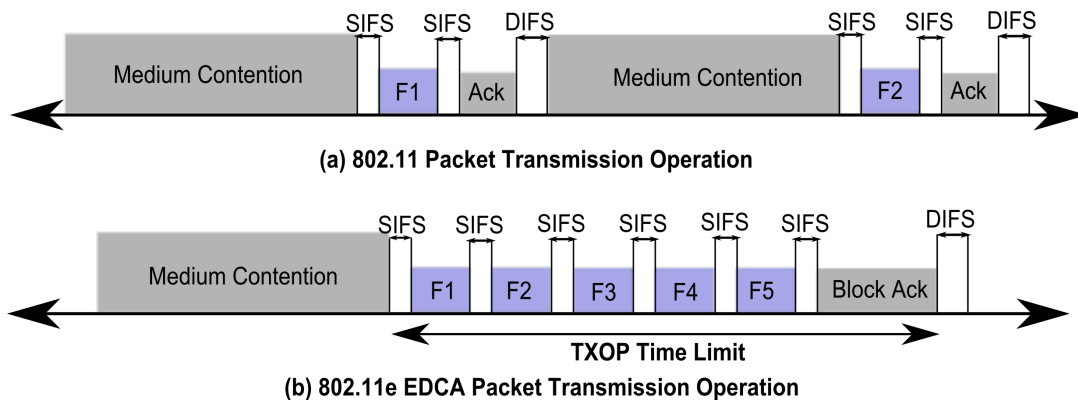 SIFS SIFS DIFS SIFS SIFS DIFS
Medium Contention F1 Ack Medium Contention F2 Ack
(a) 802.11 Packet Transmission Operation
SIFS SIFS SIFS SIFS SIFS SIFS DIFS
Medium Contention F1 F2 F3 F4 F5 Block Ack
TXOP Time Limit
(b) 802.11e EDCA Packet Transmission Operation